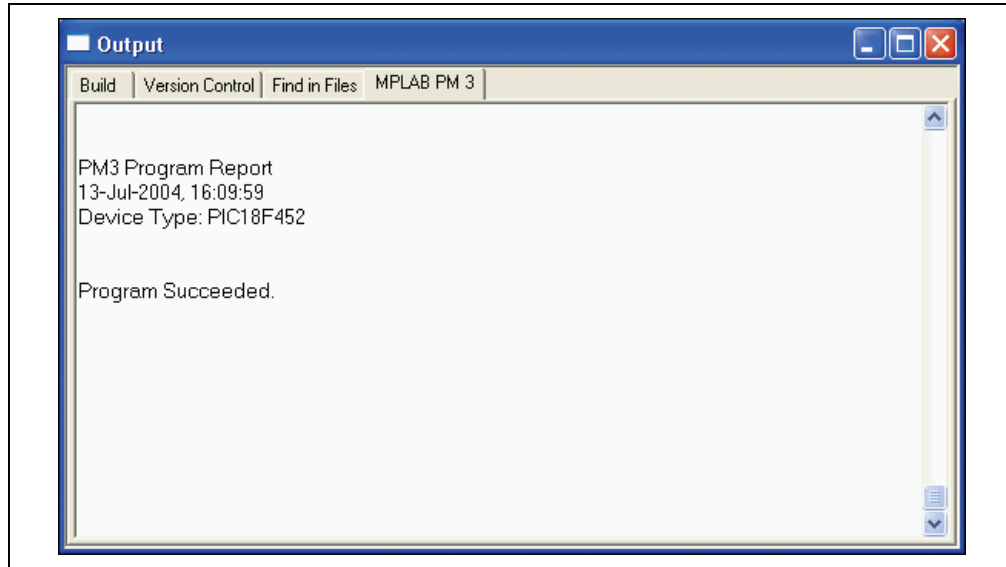 Output
Build Version Control Find in Files MPLAB PM 3
PM3 Program Report
13-Jul-2004, 16:09:59
Device Type: PIC18F452
Program Succeeded.